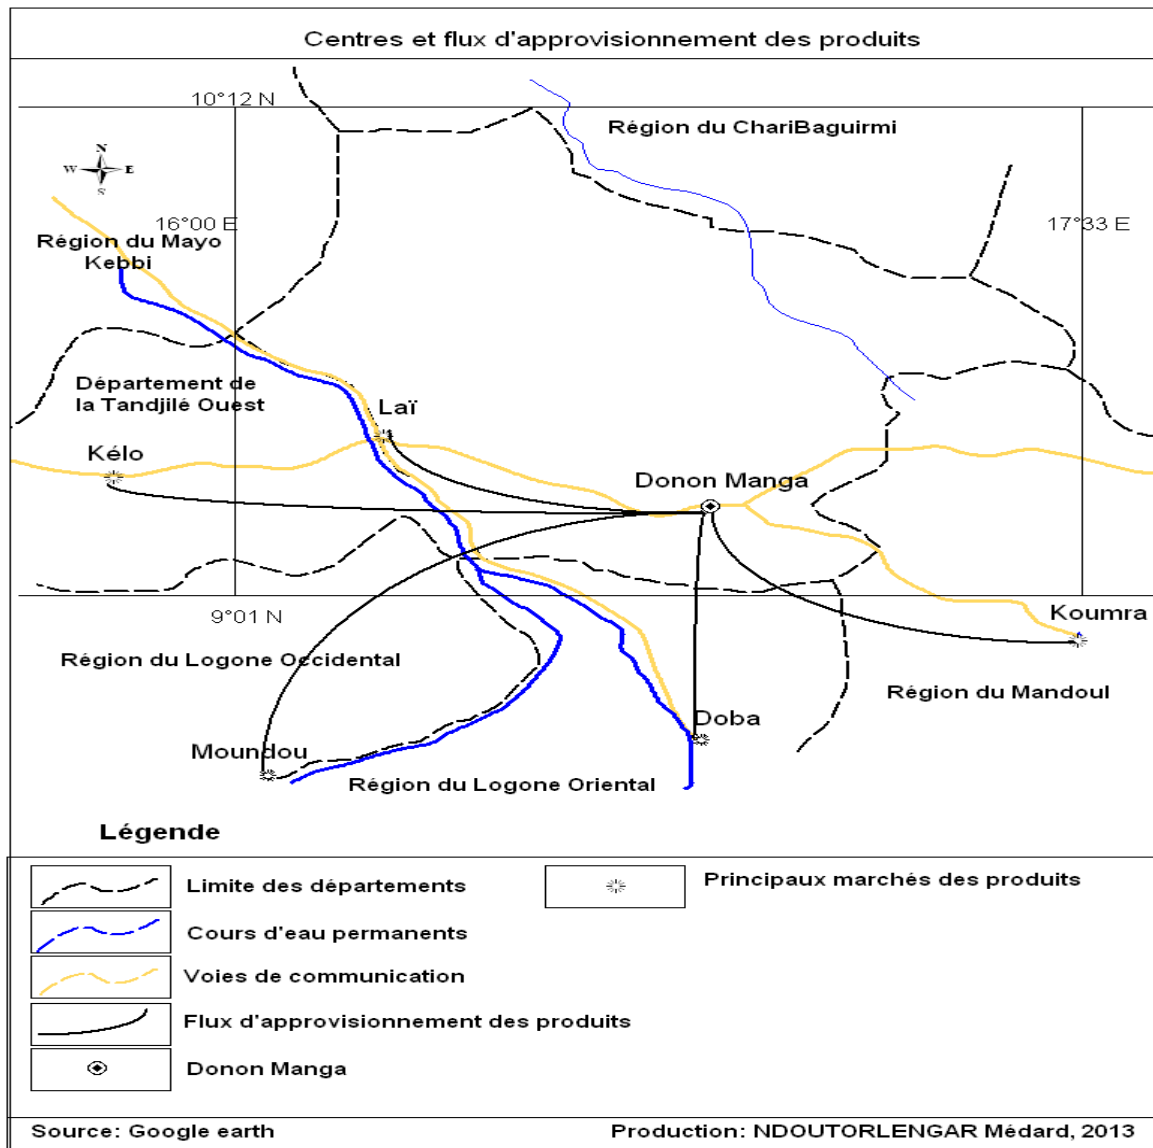 Centres et flux d'approvisionnement des produits
10°12 N
Région du ChariBaguirmi
N
W
E
S
16°00 E
17°33 E
Région du Mayo
Kebbi
Département de
la Tandjilé Ouest
Laï
Kélo
Donon Manga
9°01 N
Koumra
Région du Logone Occidental
Région du Mandoul
Doba
Moundou
Région du Logone Oriental
Légende
Limite des départements
Principaux marchés des produits
Cours d'eau permanents
Voies de communication
Flux d'approvisionnement des produits
Donon Manga
Source: Google earth
Production: NDOUTORLENGAR Médard, 2013